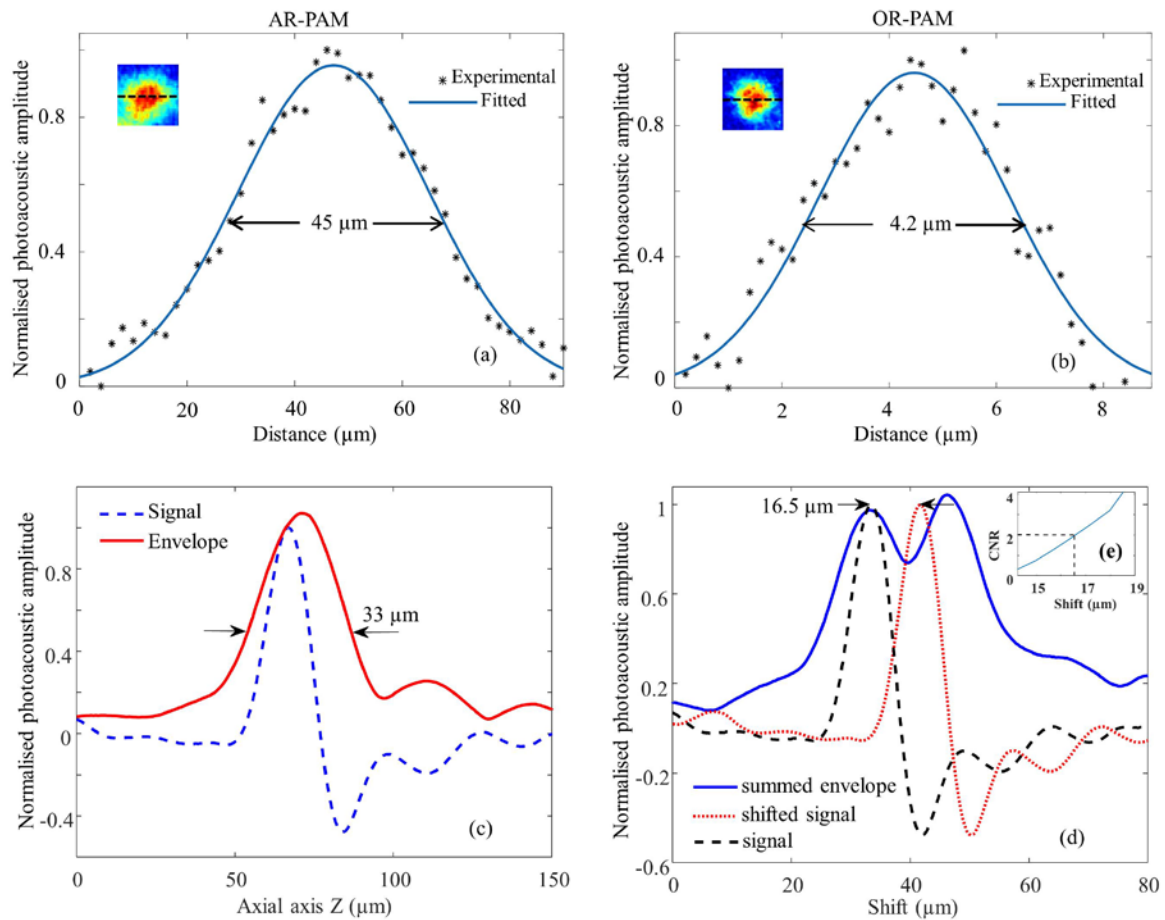 AR-PAM
OR-PAM
Normalised photoacoustic amplitude
0.8
0.4
0
* Experimental
Fitted
45 µm
(a)
0 20 40 60 80
Distance (µm)
Normalised photoacoustic amplitude
0.8
0.4
0
* Experimental
Fitted
4.2 µm
(b)
0 2 4 6 8
Distance (µm)
Normalised photoacoustic amplitude
0.8
0.4
0
-0.4
Signal
Envelope
33 µm
(c)
0 50 100 150
Axial axis Z (µm)
Normalised photoacoustic amplitude
1
0.6
0.2
-0.2
-0.6
16.5 µm
summed envelope
shifted signal
signal
(d)
0 20 40 60 80
Shift (µm)
CNR
4
2
0
(e)
15 17 19
Shift (µm)